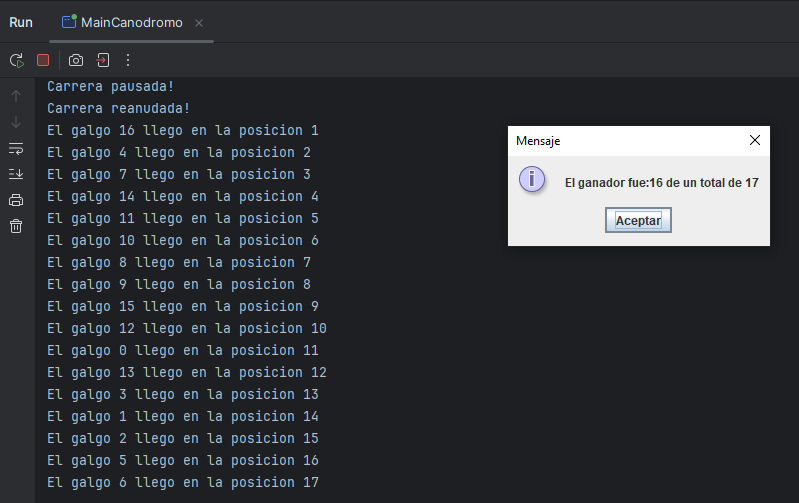 Run
MainCanodromo
Carrera pausada!
Carrera reanudada!
El galgo 16 llego en la posicion 1
El galgo 4 llego en la posicion 2
El galgo 7 llego en la posicion 3
El galgo 14 llego en la posicion 4
El galgo 11 llego en la posicion 5
El galgo 10 llego en la posicion 6
El galgo 8 llego en la posicion 7
El galgo 9 llego en la posicion 8
El galgo 15 llego en la posicion 9
El galgo 12 llego en la posicion 10
El galgo 0 llego en la posicion 11
El galgo 13 llego en la posicion 12
El galgo 3 llego en la posicion 13
El galgo 1 llego en la posicion 14
El galgo 2 llego en la posicion 15
El galgo 5 llego en la posicion 16
El galgo 6 llego en la posicion 17
Mensaje
El ganador fue:16 de un total de 17
Aceptar